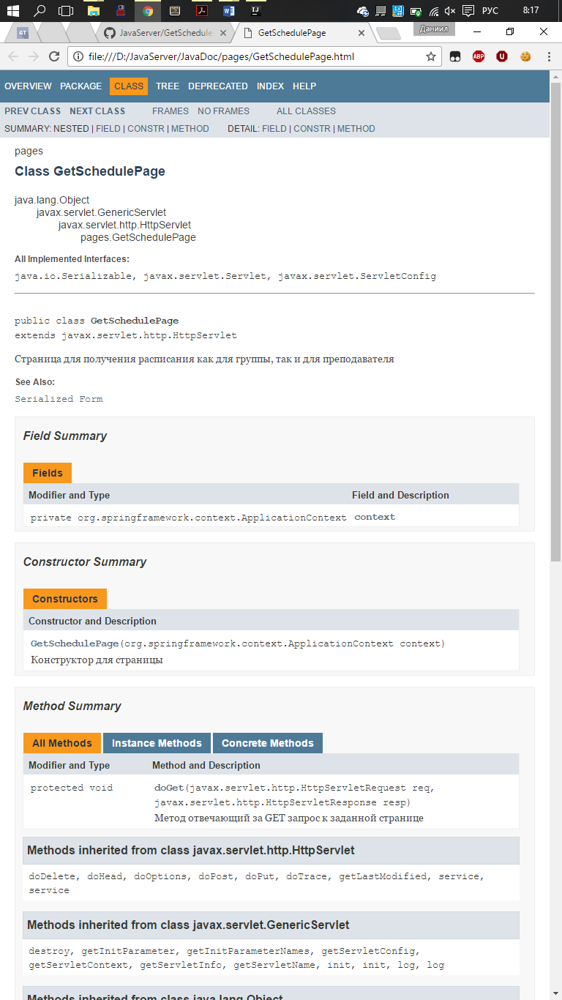 РУС
8:17
GT
JavaServer/GetSchedule
GetSchedulePage
Даниил
file:///D:/JavaServer/JavaDoc/pages/GetSchedulePage.html
ABP
OVERVIEW PACKAGE CLASS TREE DEPRECATED INDEX HELP
PREV CLASS NEXT CLASS FRAMES NO FRAMES ALL CLASSES
SUMMARY: NESTED | FIELD | CONSTR | METHOD DETAIL: FIELD | CONSTR | METHOD
pages
Class GetSchedulePage
java.lang.Object
javax.servlet.GenericServlet
javax.servlet.http.HttpServlet
pages.GetSchedulePage
All Implemented Interfaces:
java.io.Serializable, javax.servlet.Servlet, javax.servlet.ServletConfig
public class GetSchedulePage
extends javax.servlet.http.HttpServlet
Страница для получения расписания как для группы, так и для преподавателя
See Also:
Serialized Form
Field Summary
Fields
Modifier and Type Field and Description
private org.springframework.context.ApplicationContext context
Constructor Summary
Constructors
Constructor and Description
GetSchedulePage(org.springframework.context.ApplicationContext context)
Конструктор для страницы
Method Summary
All Methods Instance Methods Concrete Methods
Modifier and Type Method and Description
protected void doGet(javax.servlet.http.HttpServletRequest req,
javax.servlet.http.HttpServletResponse resp)
Метод отвечающий за GET запрос к заданной странице
Methods inherited from class javax.servlet.http.HttpServlet
doDelete, doHead, doOptions, doPost, doPut, doTrace, getLastModified, service,
service
Methods inherited from class javax.servlet.GenericServlet
destroy, getInitParameter, getInitParameterNames, getServletConfig,
getServletContext, getServletInfo, getServletName, init, init, log, log
Methods inherited from class java.lang.Object